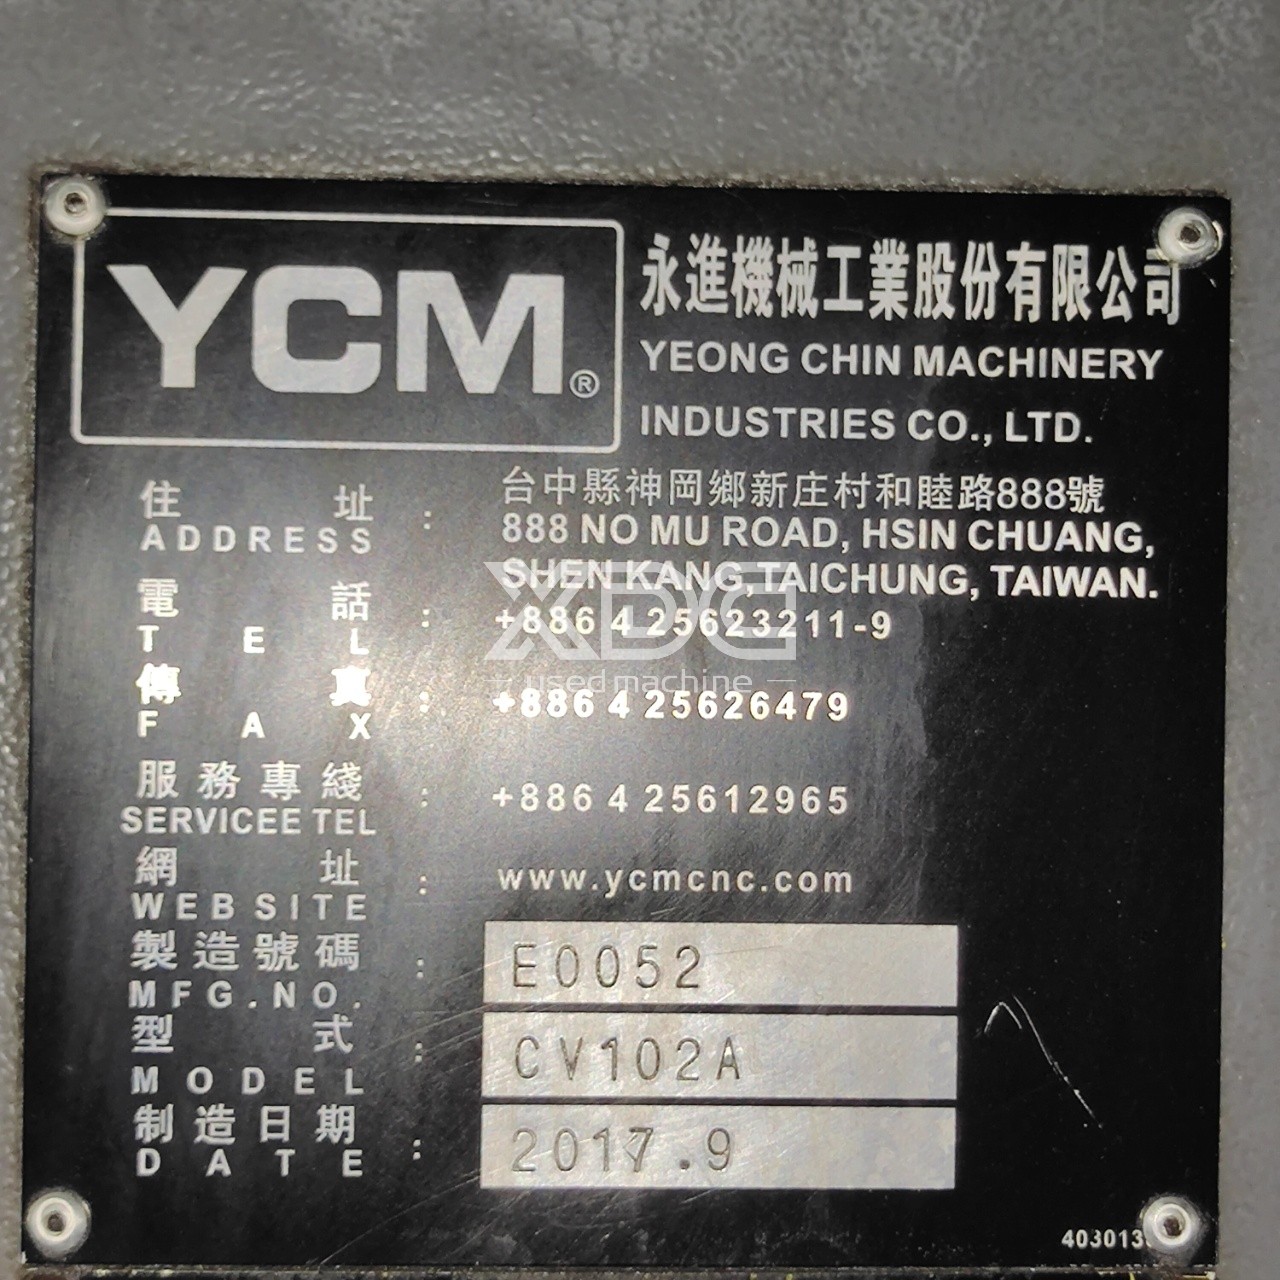 YCM®
永進機械工業股份有限公司
YEONG CHIN MACHINERY
INDUSTRIES CO., LTD.
住址 : 台中縣神岡鄉新庄村和睦路888號
ADDRESS 888 NO MU ROAD, HSIN CHUANG,
SHEN KANG, TAICHUNG, TAIWAN.
電話 : +886 4 25623211-9
TEL
XDG
used machine
傳真 : +886 4 25626479
FAX
服務專綫 : +886 4 25612965
SERVICEE TEL
網址 : www.ycmcnc.com
WEBSITE
製造號碼 : E0052
MFG.NO.
型式 : CV102A
MODEL
制造日期 : 2017.9
DATE